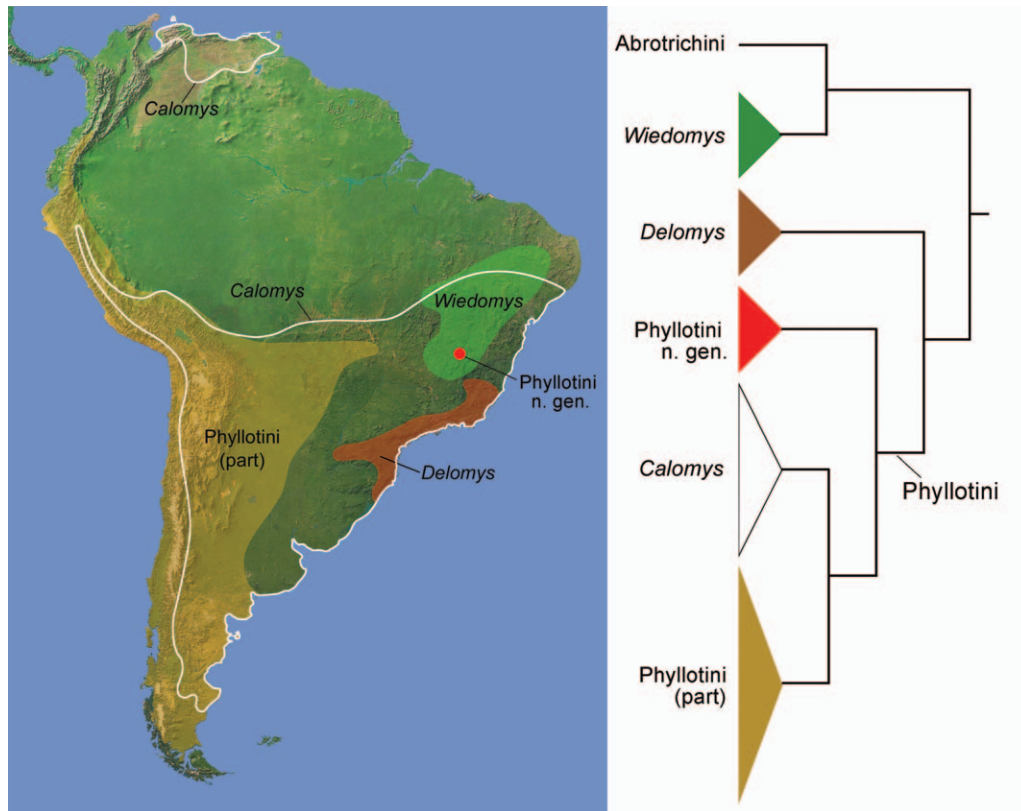 Calomys
Calomys
Wiedomys
Phyllotini
n. gen.
Phyllotini
(part)
Delomys
Abrotrichini
Wiedomys
Delomys
Phyllotini
n. gen.
Calomys
Phyllotini
Phyllotini
(part)